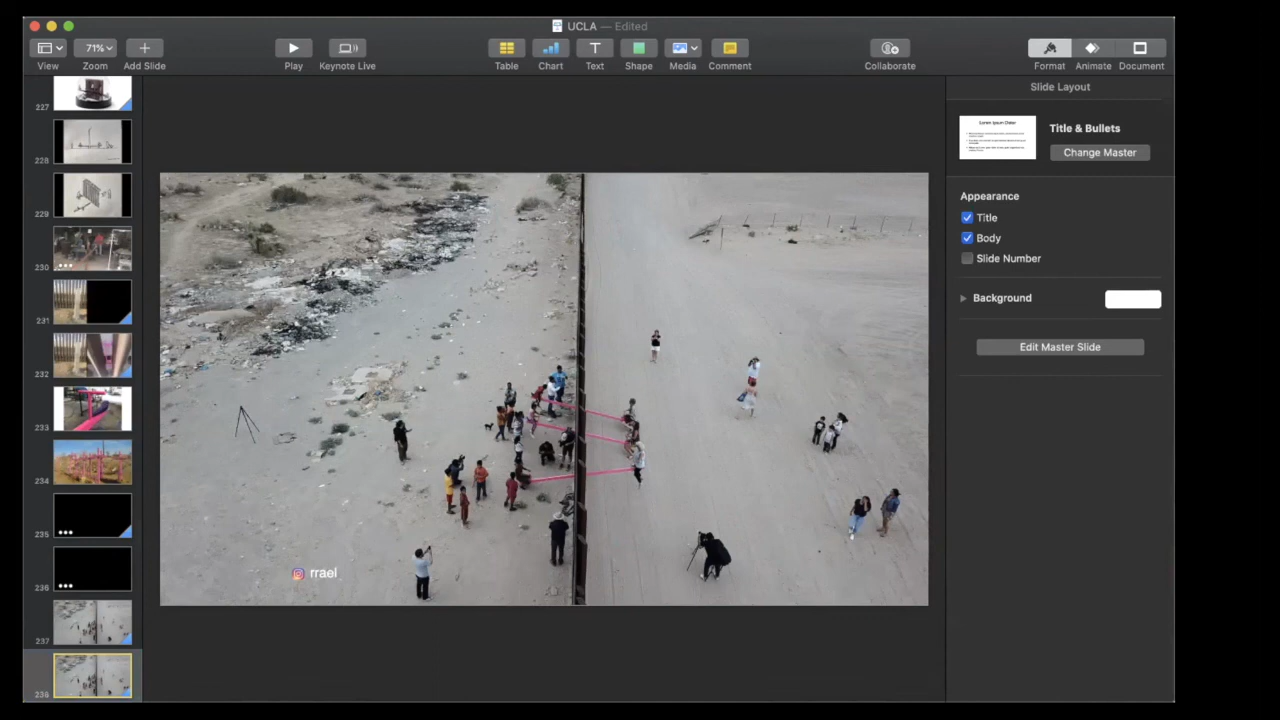 UCLA — Edited
71%
View
Zoom
Add Slide
Play
Keynote Live
Table
Chart
Text
Shape
Media
Comment
Collaborate
Format
Animate
Document
Slide Layout
Title & Bullets
Change Master
Appearance
Title
Body
Slide Number
Background
Edit Master Slide
227
228
229
230
231
232
233
234
235
236
237
238
rrael